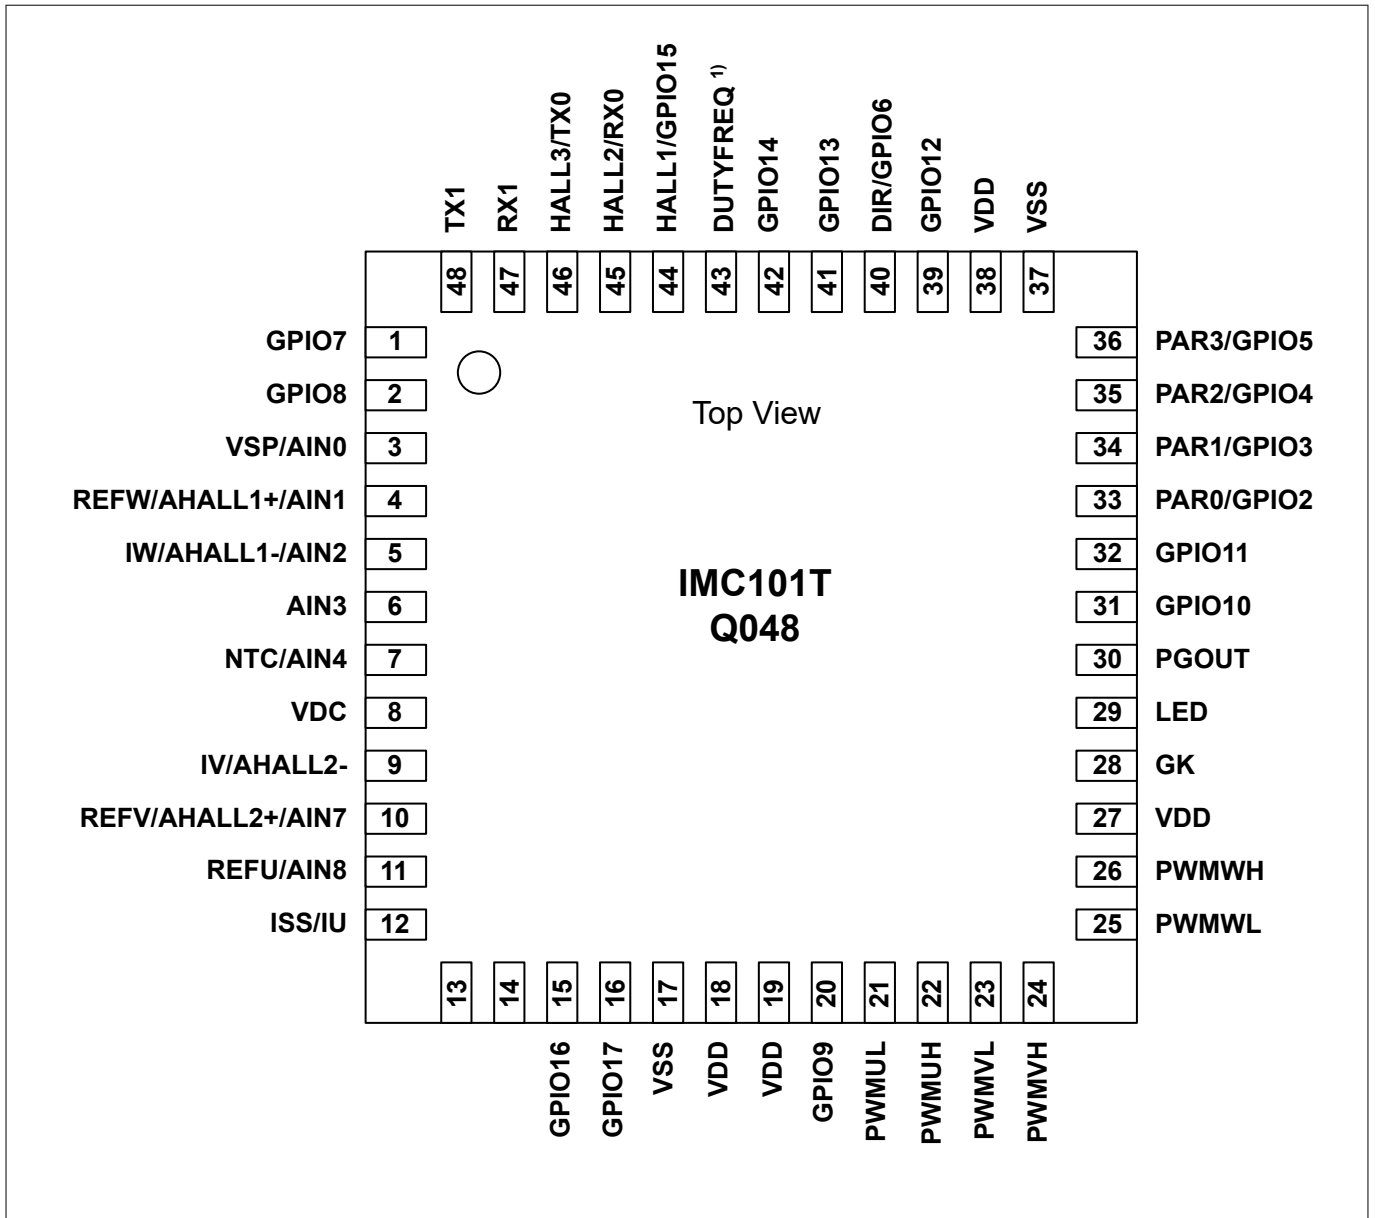 TX1
RX1
HALL3/TX0
HALL2/RX0
HALL1/GPIO15
DUTYFREQ 1)
GPIO14
GPIO13
DIR/GPIO6
GPIO12
VDD
VSS
48
47
46
45
44
43
42
41
40
39
38
37
GPIO7 1
GPIO8 2
VSP/AIN0 3
REFW/AHALL1+/AIN1 4
IW/AHALL1-/AIN2 5
AIN3 6
NTC/AIN4 7
VDC 8
IV/AHALL2- 9
REFV/AHALL2+/AIN7 10
REFU/AIN8 11
ISS/IU 12
Top View
IMC101T
Q048
36 PAR3/GPIO5
35 PAR2/GPIO4
34 PAR1/GPIO3
33 PAR0/GPIO2
32 GPIO11
31 GPIO10
30 PGOUT
29 LED
28 GK
27 VDD
26 PWMWH
25 PWMWL
13
14
15
16
17
18
19
20
21
22
23
24
GPIO16
GPIO17
VSS
VDD
VDD
GPIO9
PWMUL
PWMUH
PWMVL
PWMVH